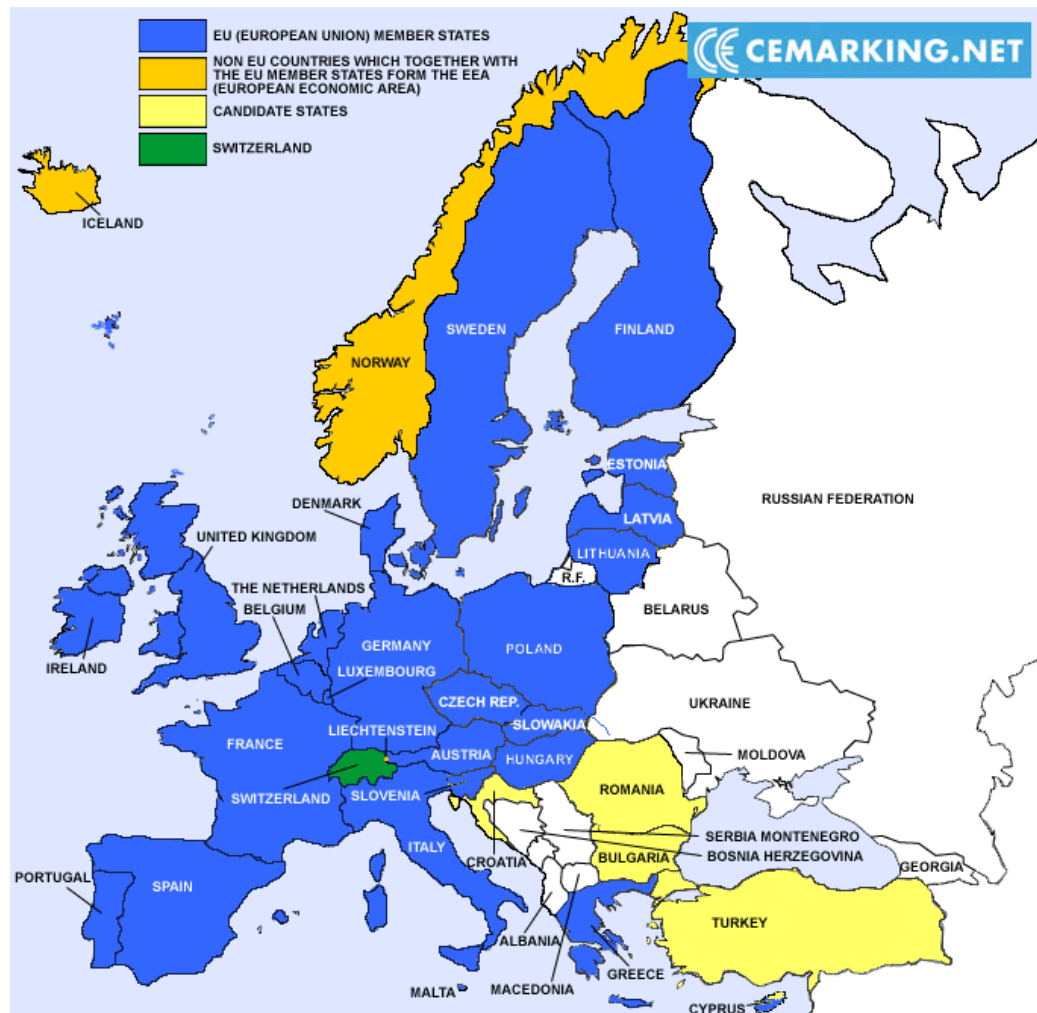 EU (EUROPEAN UNION) MEMBER STATES
NON EU COUNTRIES WHICH TOGETHER WITH
THE EU MEMBER STATES FORM THE EEA
(EUROPEAN ECONOMIC AREA)
CANDIDATE STATES
SWITZERLAND
CE CEMARKING.NET
ICELAND
SWEDEN
FINLAND
NORWAY
ESTONIA
RUSSIAN FEDERATION
DENMARK
LATVIA
UNITED KINGDOM
LITHUANIA
R.F.
THE NETHERLANDS
BELGIUM
BELARUS
IRELAND
GERMANY
POLAND
LUXEMBOURG
CZECH REP.
UKRAINE
SLOWAKIA
LIECHTENSTEIN
FRANCE
AUSTRIA
HUNGARY
MOLDOVA
SWITZERLAND
SLOVENIA
ROMANIA
SERBIA MONTENEGRO
ITALY
CROATIA
BULGARIA
BOSNIA HERZEGOVINA
GEORGIA
PORTUGAL
SPAIN
TURKEY
ALBANIA
GREECE
MALTA
MACEDONIA
CYPRUS